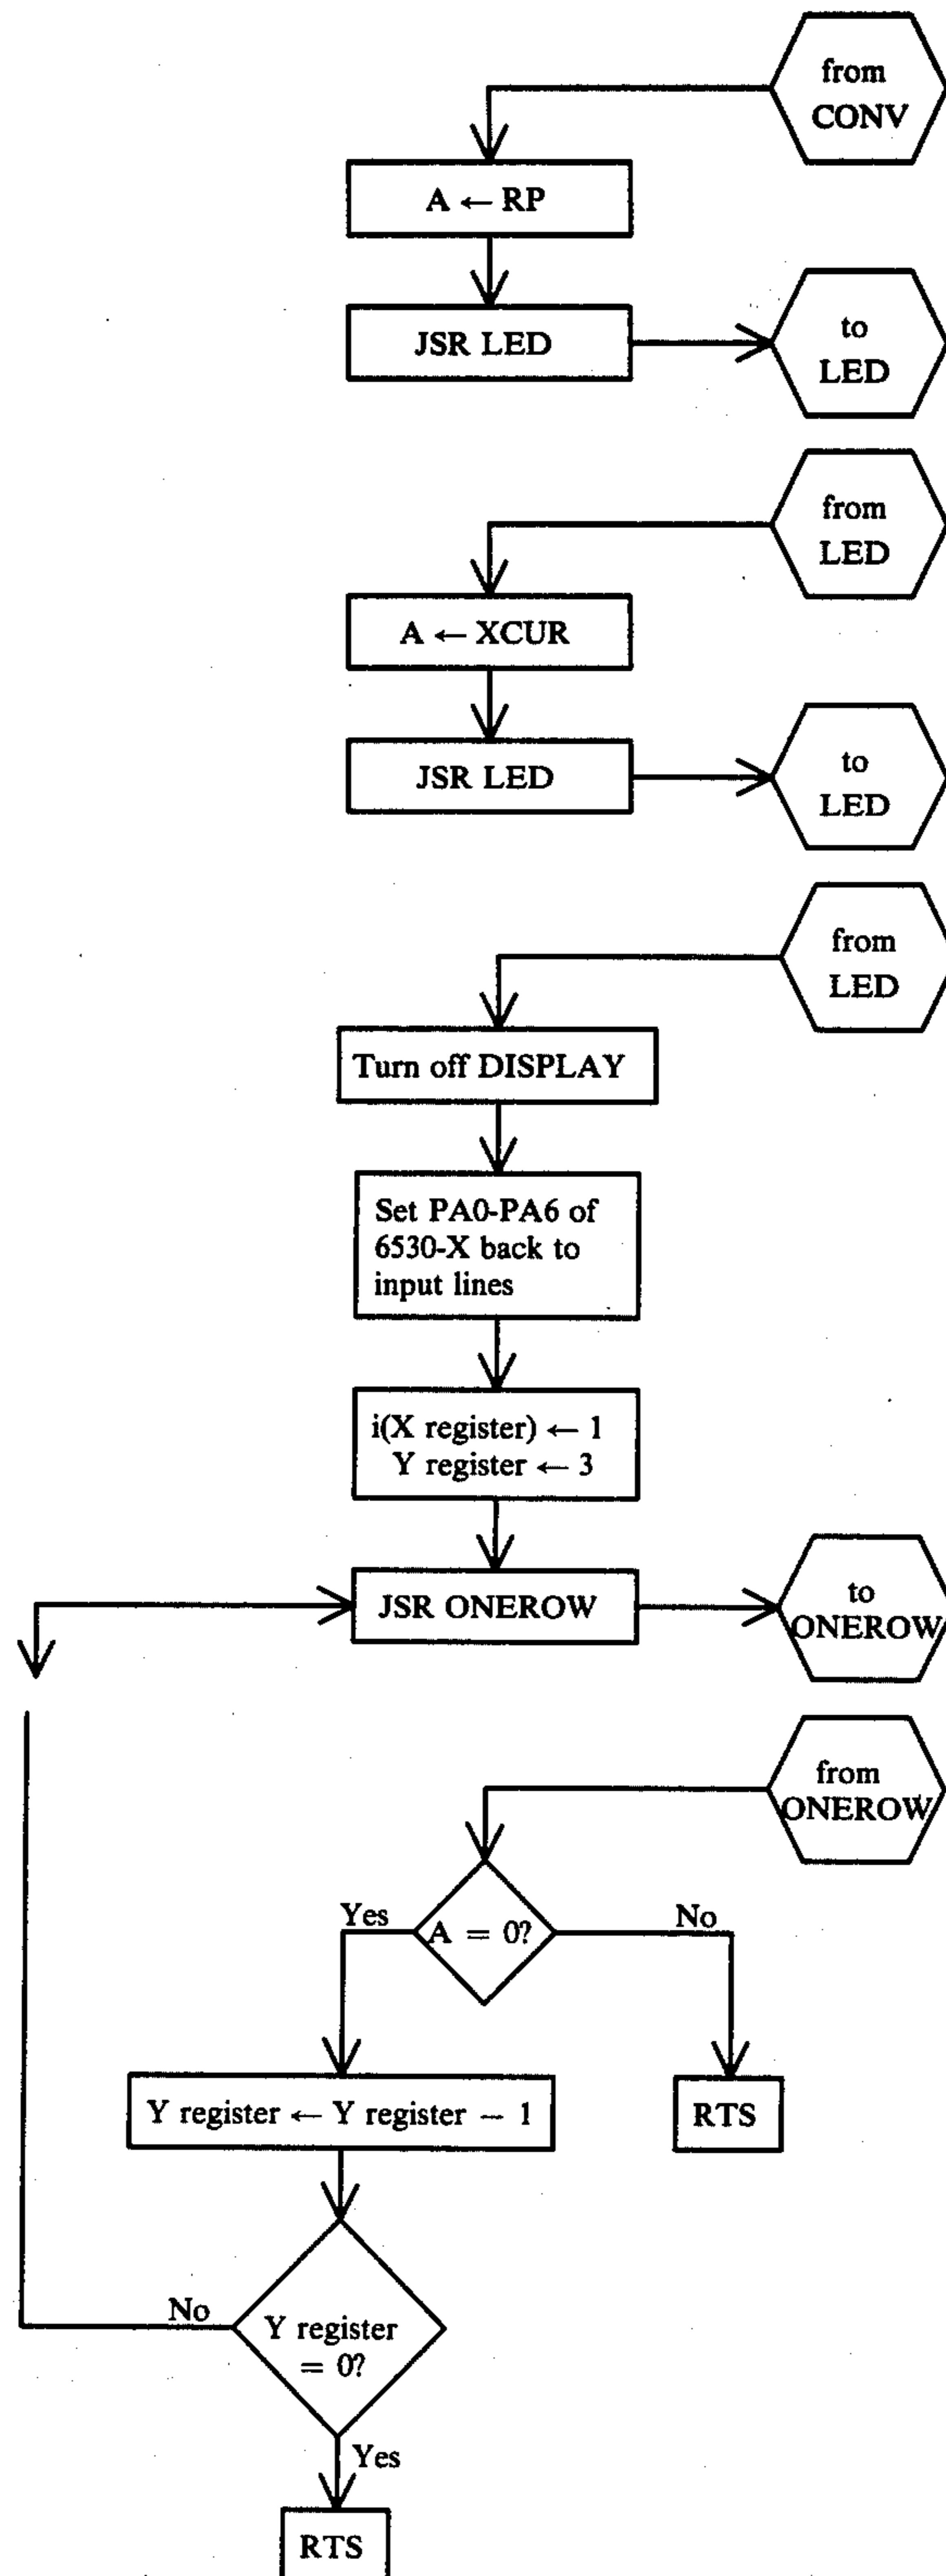 from
CONV
A ← RP
JSR LED
to
LED
from
LED
A ← XCUR
JSR LED
to
LED
from
LED
Turn off DISPLAY
Set PA0-PA6 of
6530-X back to
input lines
i(X register) ← 1
Y register ← 3
JSR ONEROW
to
ONEROW
from
ONEROW
A = 0?
Yes
No
Y register ← Y register − 1
RTS
No
Y register
= 0?
Yes
RTS